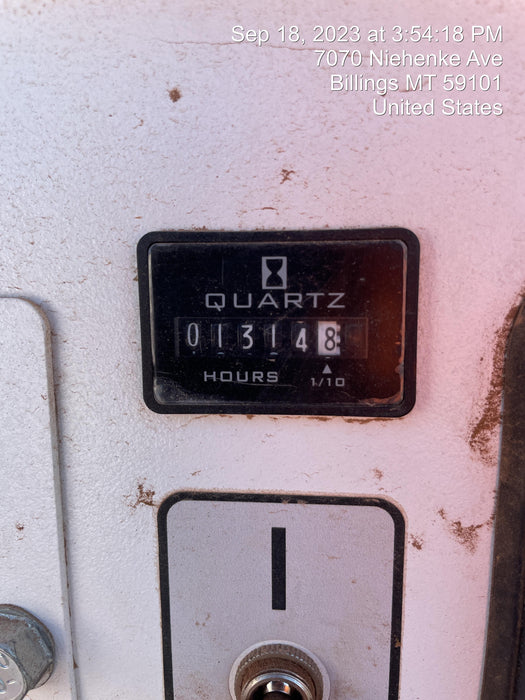 Sep 18, 2023 at 3:54:18 PM
7070 Niehenke Ave
Billings MT 59101
United States
QUARTZ
013148
HOURS 1/10